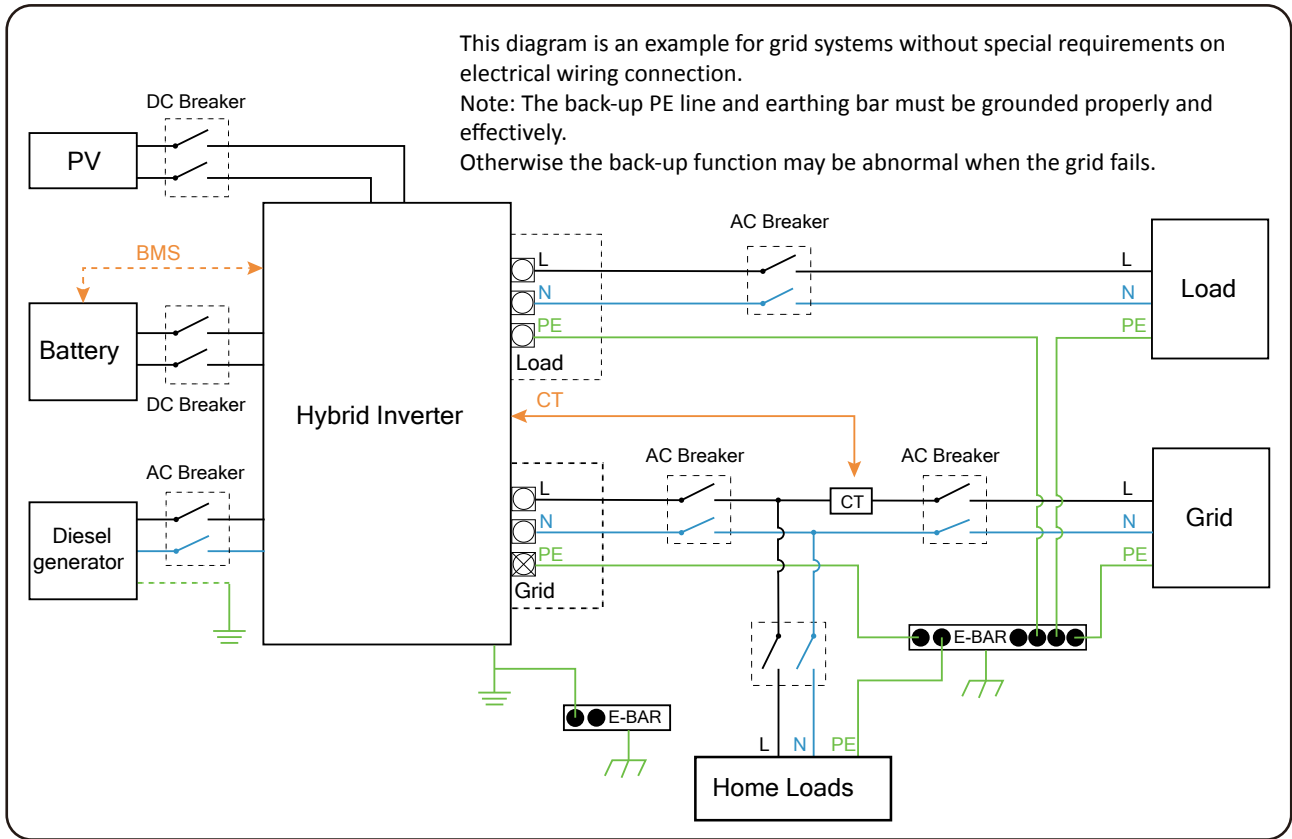 This diagram is an example for grid systems without special requirements on
electrical wiring connection.
Note: The back-up PE line and earthing bar must be grounded properly and
effectively.
Otherwise the back-up function may be abnormal when the grid fails.
DC Breaker
PV
BMS
Battery
DC Breaker
AC Breaker
Diesel
generator
Hybrid Inverter
L
N
PE
Load
AC Breaker
L
N
PE
Load
CT
L
N
PE
Grid
AC Breaker
CT
AC Breaker
L
N
PE
Grid
E-BAR
E-BAR
L
N
PE
Home Loads